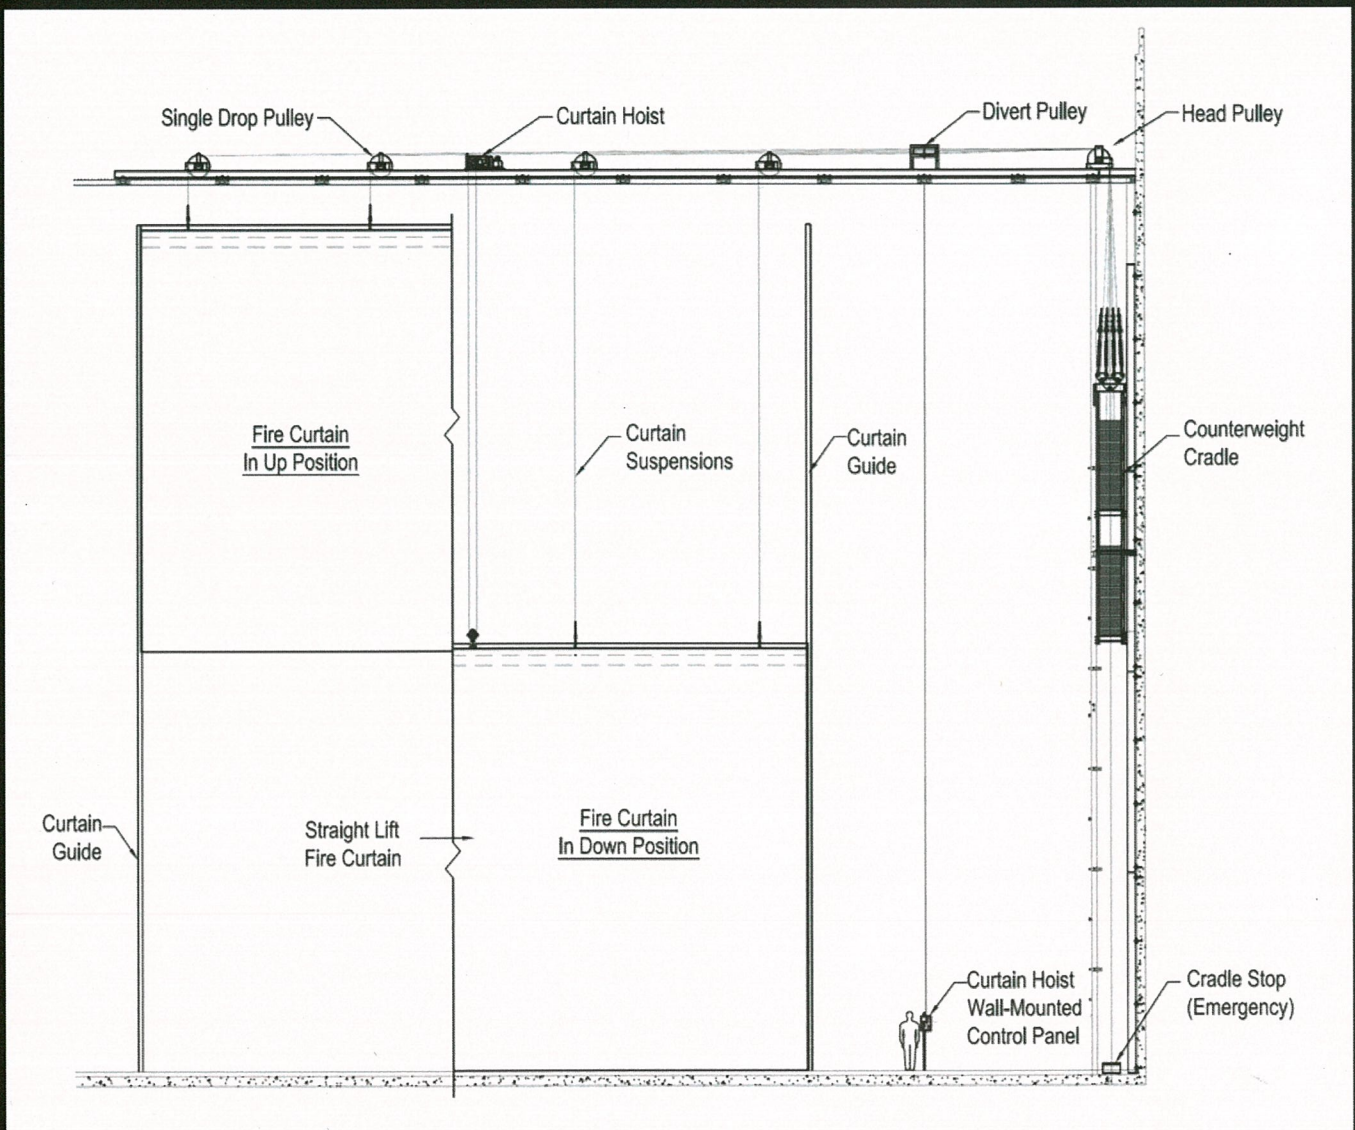 Single Drop Pulley
Curtain Hoist
Divert Pulley
Head Pulley
Fire Curtain
In Up Position
Curtain
Suspensions
Curtain
Guide
Counterweight
Cradle
Curtain
Guide
Straight Lift
Fire Curtain
Fire Curtain
In Down Position
Curtain Hoist
Wall-Mounted
Control Panel
Cradle Stop
(Emergency)